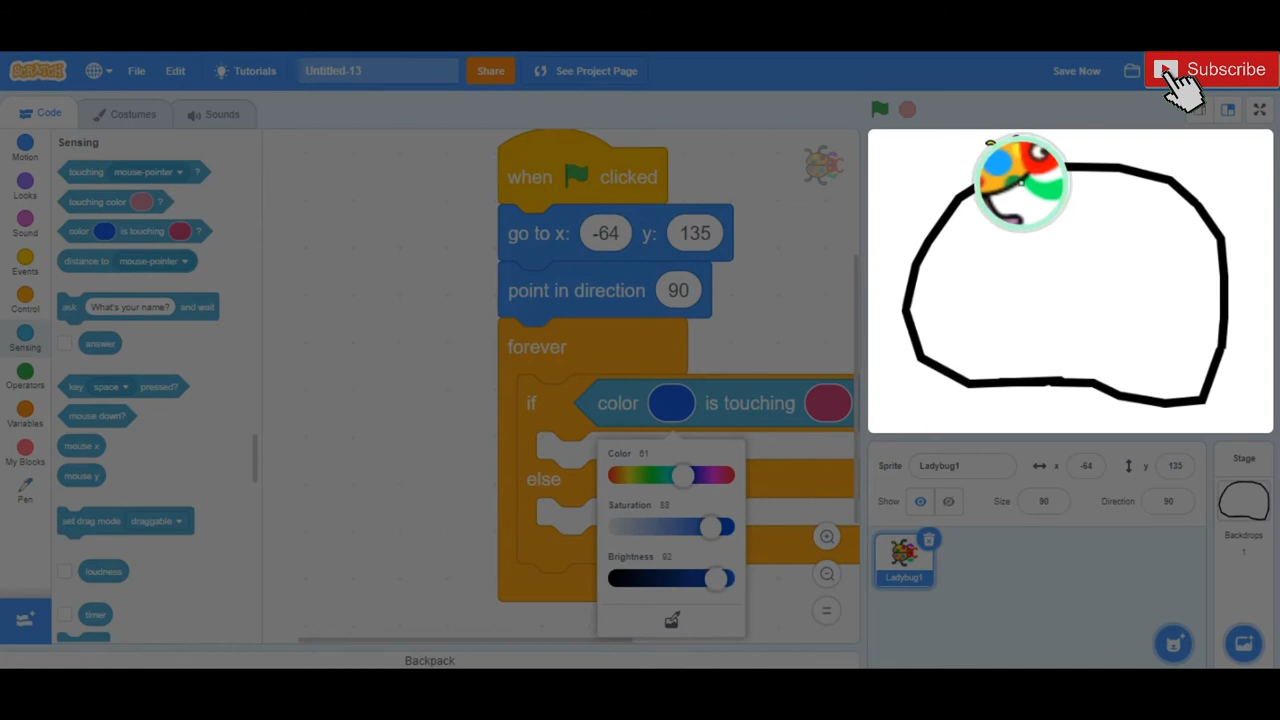 SCRATCH File Edit Tutorials Untitled-13 Share See Project Page Save Now Subscribe
Code Costumes Sounds
Motion
Looks
Sound
Events
Control
Sensing
Operators
Variables
My Blocks
Pen
Sensing
touching mouse-pointer ?
touching color ?
color is touching ?
distance to mouse-pointer
ask What's your name? and wait
answer
key space pressed?
mouse down?
mouse x
mouse y
set drag mode draggable
loudness
timer
when clicked
go to x: -64 y: 135
point in direction 90
forever
if color is touching
else
Color 61
Saturation 88
Brightness 92
Backpack
Sprite Ladybug1 x -64 y 135
Show Size 90 Direction 90
Ladybug1
Stage
Backdrops
1